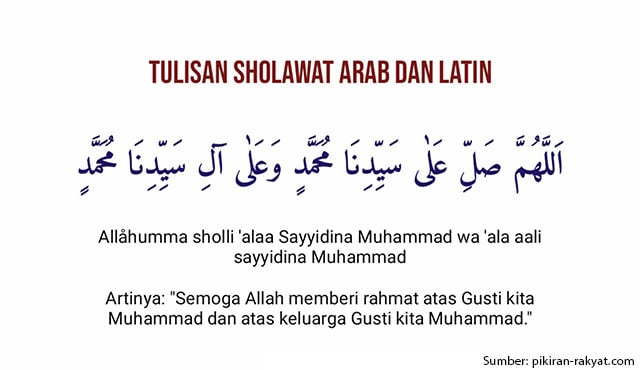 TULISAN SHOLAWAT ARAB DAN LATIN
اَللَّهُمَّ صَلِّ عَلٰى سَيِّدِنَا مُحَمَّدٍ وَعَلٰى آلِ سَيِّدِنَا مُحَمَّدٍ
Allåhumma sholli 'alaa Sayyidina Muhammad wa 'ala aali
sayyidina Muhammad
Artinya: "Semoga Allah memberi rahmat atas Gusti kita
Muhammad dan atas keluarga Gusti kita Muhammad."
Sumber: pikiran-rakyat.com